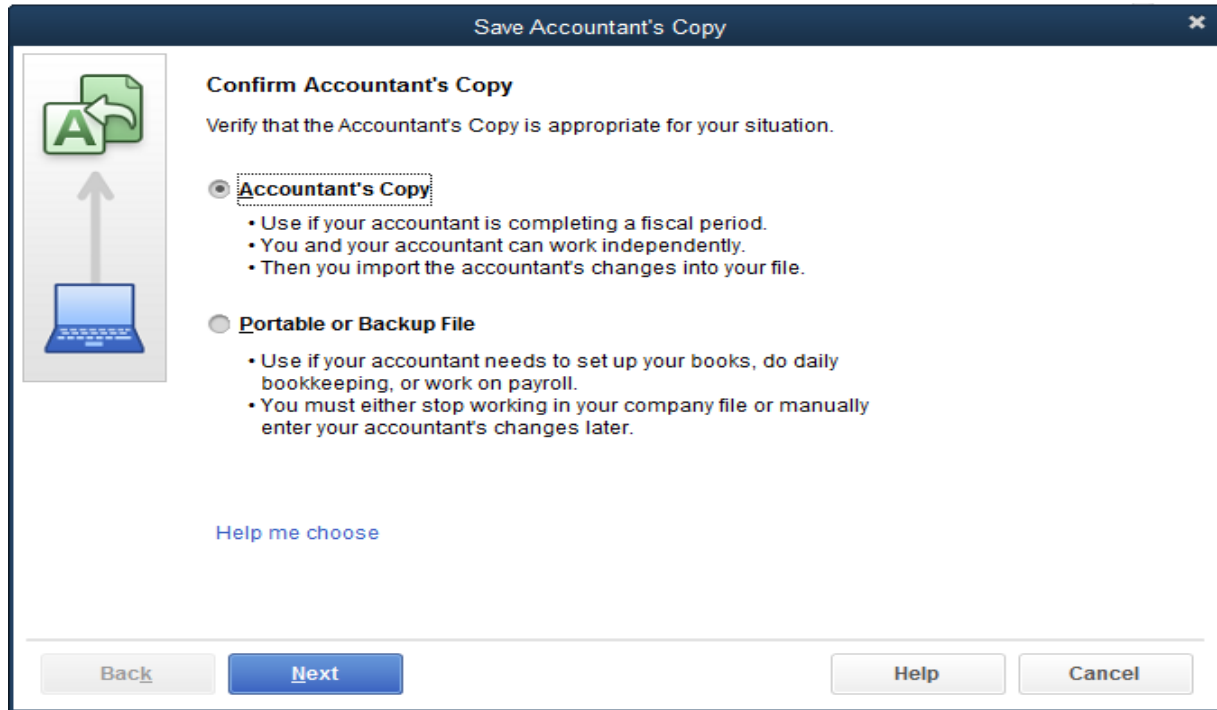 Save Accountant's Copy
Confirm Accountant's Copy
Verify that the Accountant's Copy is appropriate for your situation.
A
Accountant's Copy
• Use if your accountant is completing a fiscal period.
• You and your accountant can work independently.
• Then you import the accountant's changes into your file.
Portable or Backup File
• Use if your accountant needs to set up your books, do daily
bookkeeping, or work on payroll.
• You must either stop working in your company file or manually
enter your accountant's changes later.
Help me choose
Back
Next
Help
Cancel